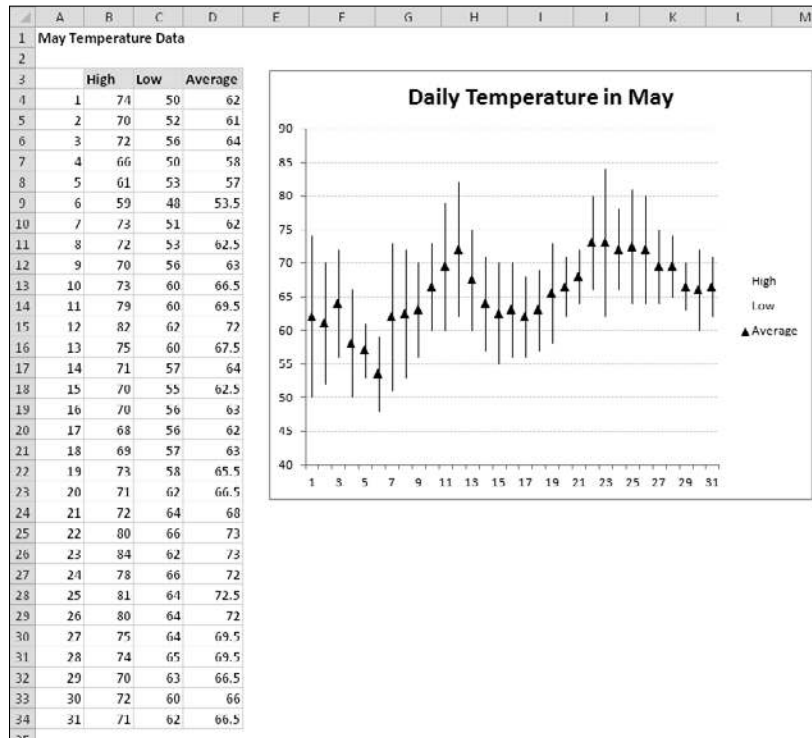 A B C D E F G H I J K L M
1 May Temperature Data
2
3 High Low Average
4 1 74 50 62
5 2 70 52 61
6 3 72 56 64
7 4 66 50 58
8 5 61 53 57
9 6 59 48 53.5
10 7 73 51 62
11 8 72 53 62.5
12 9 70 56 63
13 10 73 60 66.5
14 11 79 60 69.5
15 12 82 62 72
16 13 75 60 67.5
17 14 71 57 64
18 15 70 55 62.5
19 16 70 56 63
20 17 68 56 62
21 18 69 57 63
22 19 73 58 65.5
23 20 71 62 66.5
24 21 72 64 68
25 22 80 66 73
26 23 84 62 73
27 24 78 66 72
28 25 81 64 72.5
29 26 80 64 72
30 27 75 64 69.5
31 28 74 65 69.5
32 29 70 63 66.5
33 30 72 60 66
34 31 71 62 66.5
Daily Temperature in May
90
85
80
75
70
65
60
55
50
45
40
1 3 5 7 9 11 13 15 17 19 21 23 25 27 29 31
High
Low
Average